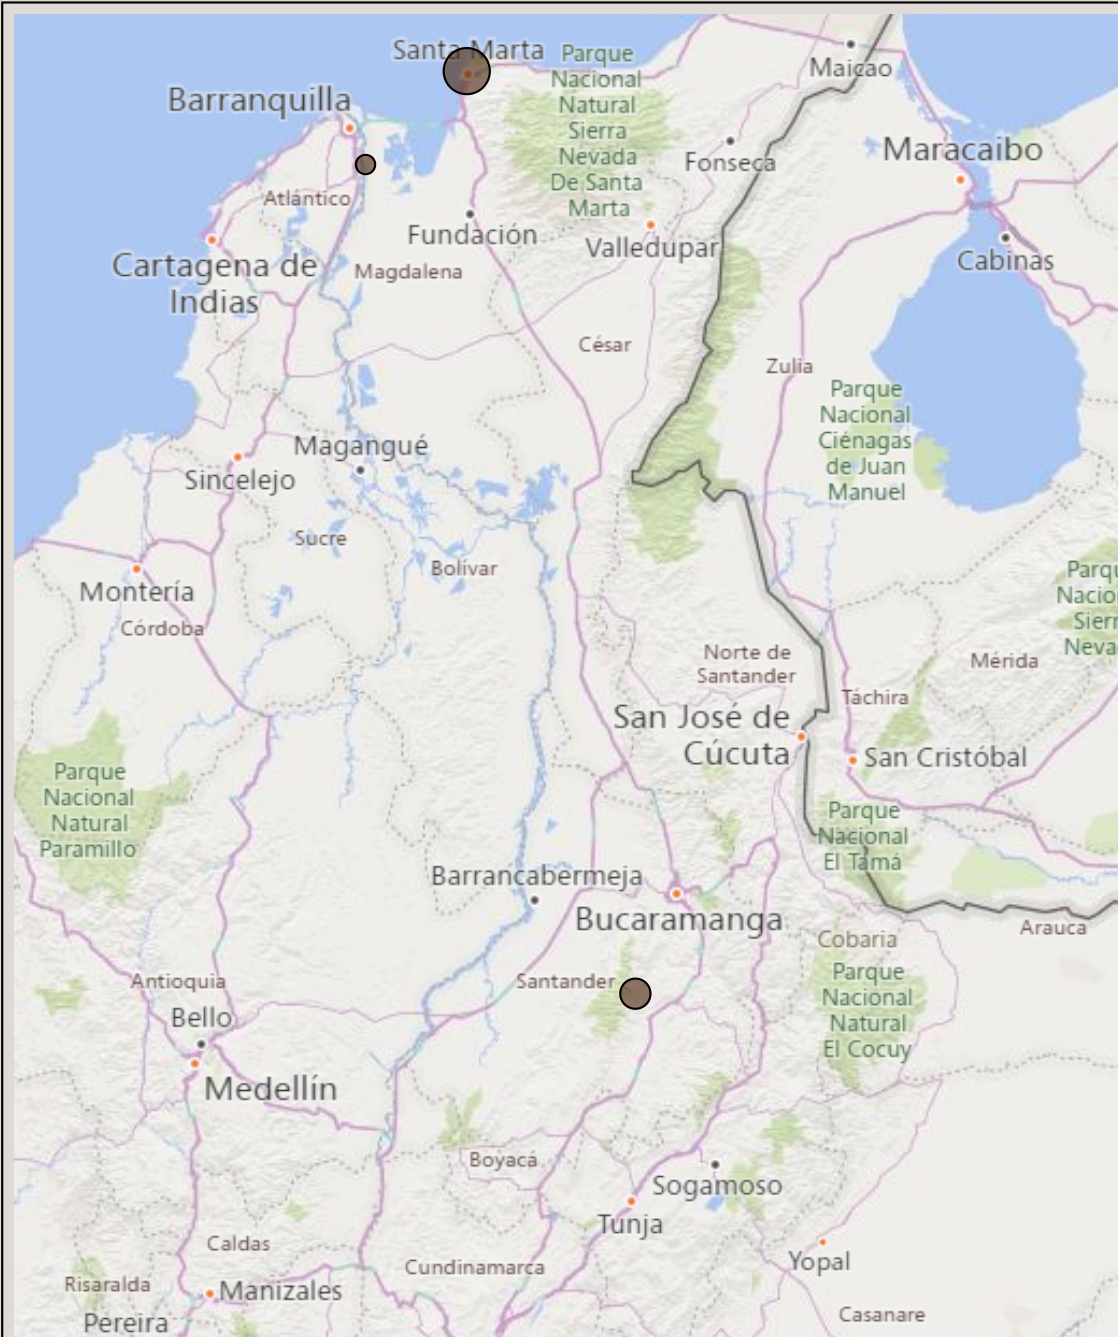 Santa Marta
Parque
Nacional
Natural
Sierra
Nevada
De Santa
Marta
Maicao
Barranquilla
Fonseca
Maracaibo
Atlántico
Fundación
Valledupar
Cartagena de
Indias
Magdalena
Cabinas
César
Zulia
Parque
Nacional
Ciénagas
de Juan
Manuel
Magangué
Sincelejo
Sucre
Bolívar
Montería
Córdoba
Parqu
Nacio
Sierr
Neva
Norte de
Santander
Mérida
Táchira
San José de
Cúcuta
San Cristóbal
Parque
Nacional
Natural
Paramillo
Parque
Nacional
El Tamá
Barrancabermeja
Bucaramanga
Arauca
Cobaria
Santander
Parque
Nacional
Natural
El Cocuy
Antioquia
Bello
Medellín
Boyacá
Sogamoso
Tunja
Yopal
Caldas
Cundinamarca
Risaralda
Manizales
Casanare
Pereira